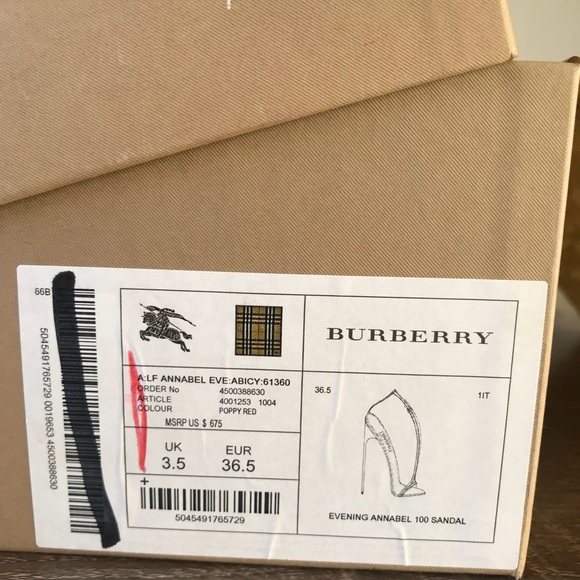 66B
5045491765729 0019653 4500388630
BURBERRY
A:LF ANNABEL EVE:ABICY:61360
ORDER No 4500388630
ARTICLE 4001253 1004
COLOUR POPPY RED
MSRP US $ 675
UK EUR
3.5 36.5
+
5045491765729
36.5 1IT
EVENING ANNABEL 100 SANDAL